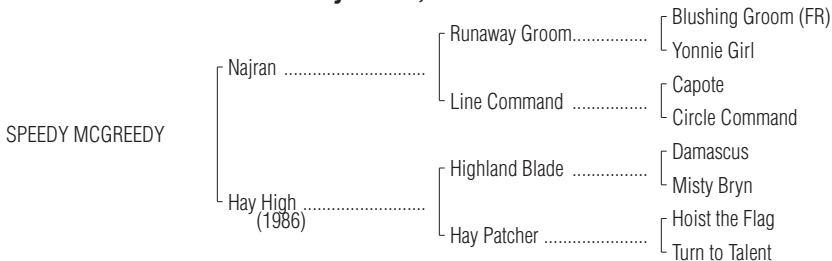 Blushing Groom (FR)
Runaway Groom................
Yonnie Girl
Najran ..............................
Capote
Line Command ................
Circle Command
SPEEDY MCGREEDY
Damascus
Highland Blade ................
Misty Bryn
Hay High ..........................
(1986)
Hoist the Flag
Hay Patcher ......................
Turn to Talent